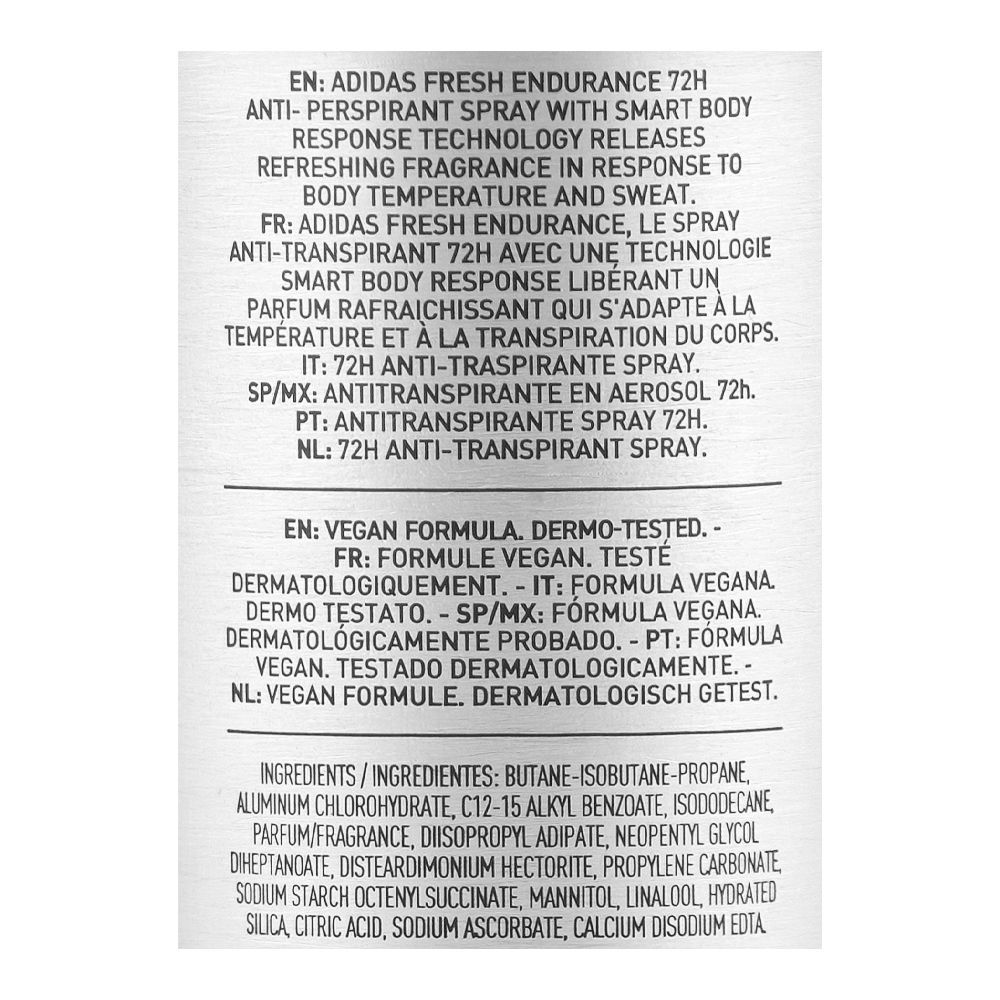 EN: ADIDAS FRESH ENDURANCE 72H
ANTI- PERSPIRANT SPRAY WITH SMART BODY
RESPONSE TECHNOLOGY RELEASES
REFRESHING FRAGRANCE IN RESPONSE TO
BODY TEMPERATURE AND SWEAT.
FR: ADIDAS FRESH ENDURANCE, LE SPRAY
ANTI-TRANSPIRANT 72H AVEC UNE TECHNOLOGIE
SMART BODY RESPONSE LIBÉRANT UN
PARFUM RAFRAICHISSANT QUI S'ADAPTE À LA
TEMPÉRATURE ET À LA TRANSPIRATION DU CORPS.
IT: 72H ANTI-TRASPIRANTE SPRAY.
SP/MX: ANTITRANSPIRANTE EN AEROSOL 72h.
PT: ANTITRANSPIRANTE SPRAY 72H.
NL: 72H ANTI-TRANSPIRANT SPRAY.
EN: VEGAN FORMULA. DERMO-TESTED. -
FR: FORMULE VEGAN. TESTÉ
DERMATOLOGIQUEMENT. - IT: FORMULA VEGANA.
DERMO TESTATO. - SP/MX: FÓRMULA VEGANA.
DERMATOLÓGICAMENTE PROBADO. - PT: FÓRMULA
VEGAN. TESTADO DERMATOLOGICAMENTE. -
NL: VEGAN FORMULE. DERMATOLOGISCH GETEST.
INGREDIENTS / INGREDIENTES: BUTANE-ISOBUTANE-PROPANE,
ALUMINUM CHLOROHYDRATE, C12-15 ALKYL BENZOATE, ISODODECANE,
PARFUM/FRAGRANCE, DIISOPROPYL ADIPATE, NEOPENTYL GLYCOL
DIHEPTANOATE, DISTEARDIMONIUM HECTORITE, PROPYLENE CARBONATE,
SODIUM STARCH OCTENYLSUCCINATE, MANNITOL, LINALOOL, HYDRATED
SILICA, CITRIC ACID, SODIUM ASCORBATE, CALCIUM DISODIUM EDTA.